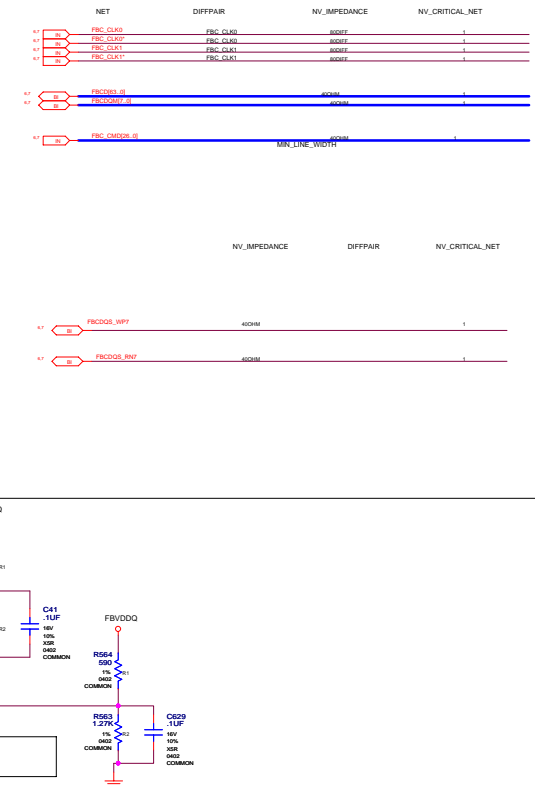 NET DIFFPAIR NV_IMPEDANCE NV_CRITICAL_NET
6,7 IN FBC_CLK0 FBC_CLK0 80DIFF 1
6,7 IN FBC_CLK0* FBC_CLK0 80DIFF 1
6,7 IN FBC_CLK1 FBC_CLK1 80DIFF 1
6,7 IN FBC_CLK1* FBC_CLK1 80DIFF 1
6,7 BI FBCD[63..0] 40OHM 1
6,7 BI FBCDQM[7..0] 40OHM 1
6,7 IN FBC_CMD[26..0] 40OHM 1
MIN_LINE_WIDTH
NV_IMPEDANCE DIFFPAIR NV_CRITICAL_NET
6,7 BI FBCDQS_WP7 40OHM 1
6,7 BI FBCDQS_RN7 40OHM 1
Q
R1
C41
.1UF
R2
16V
10%
X5R
0402
COMMON
FBVDDQ
R564
590
1% R1
0402
COMMON
R563
1.27K
1% R2
0402
COMMON
C629
.1UF
16V
10%
X5R
0402
COMMON